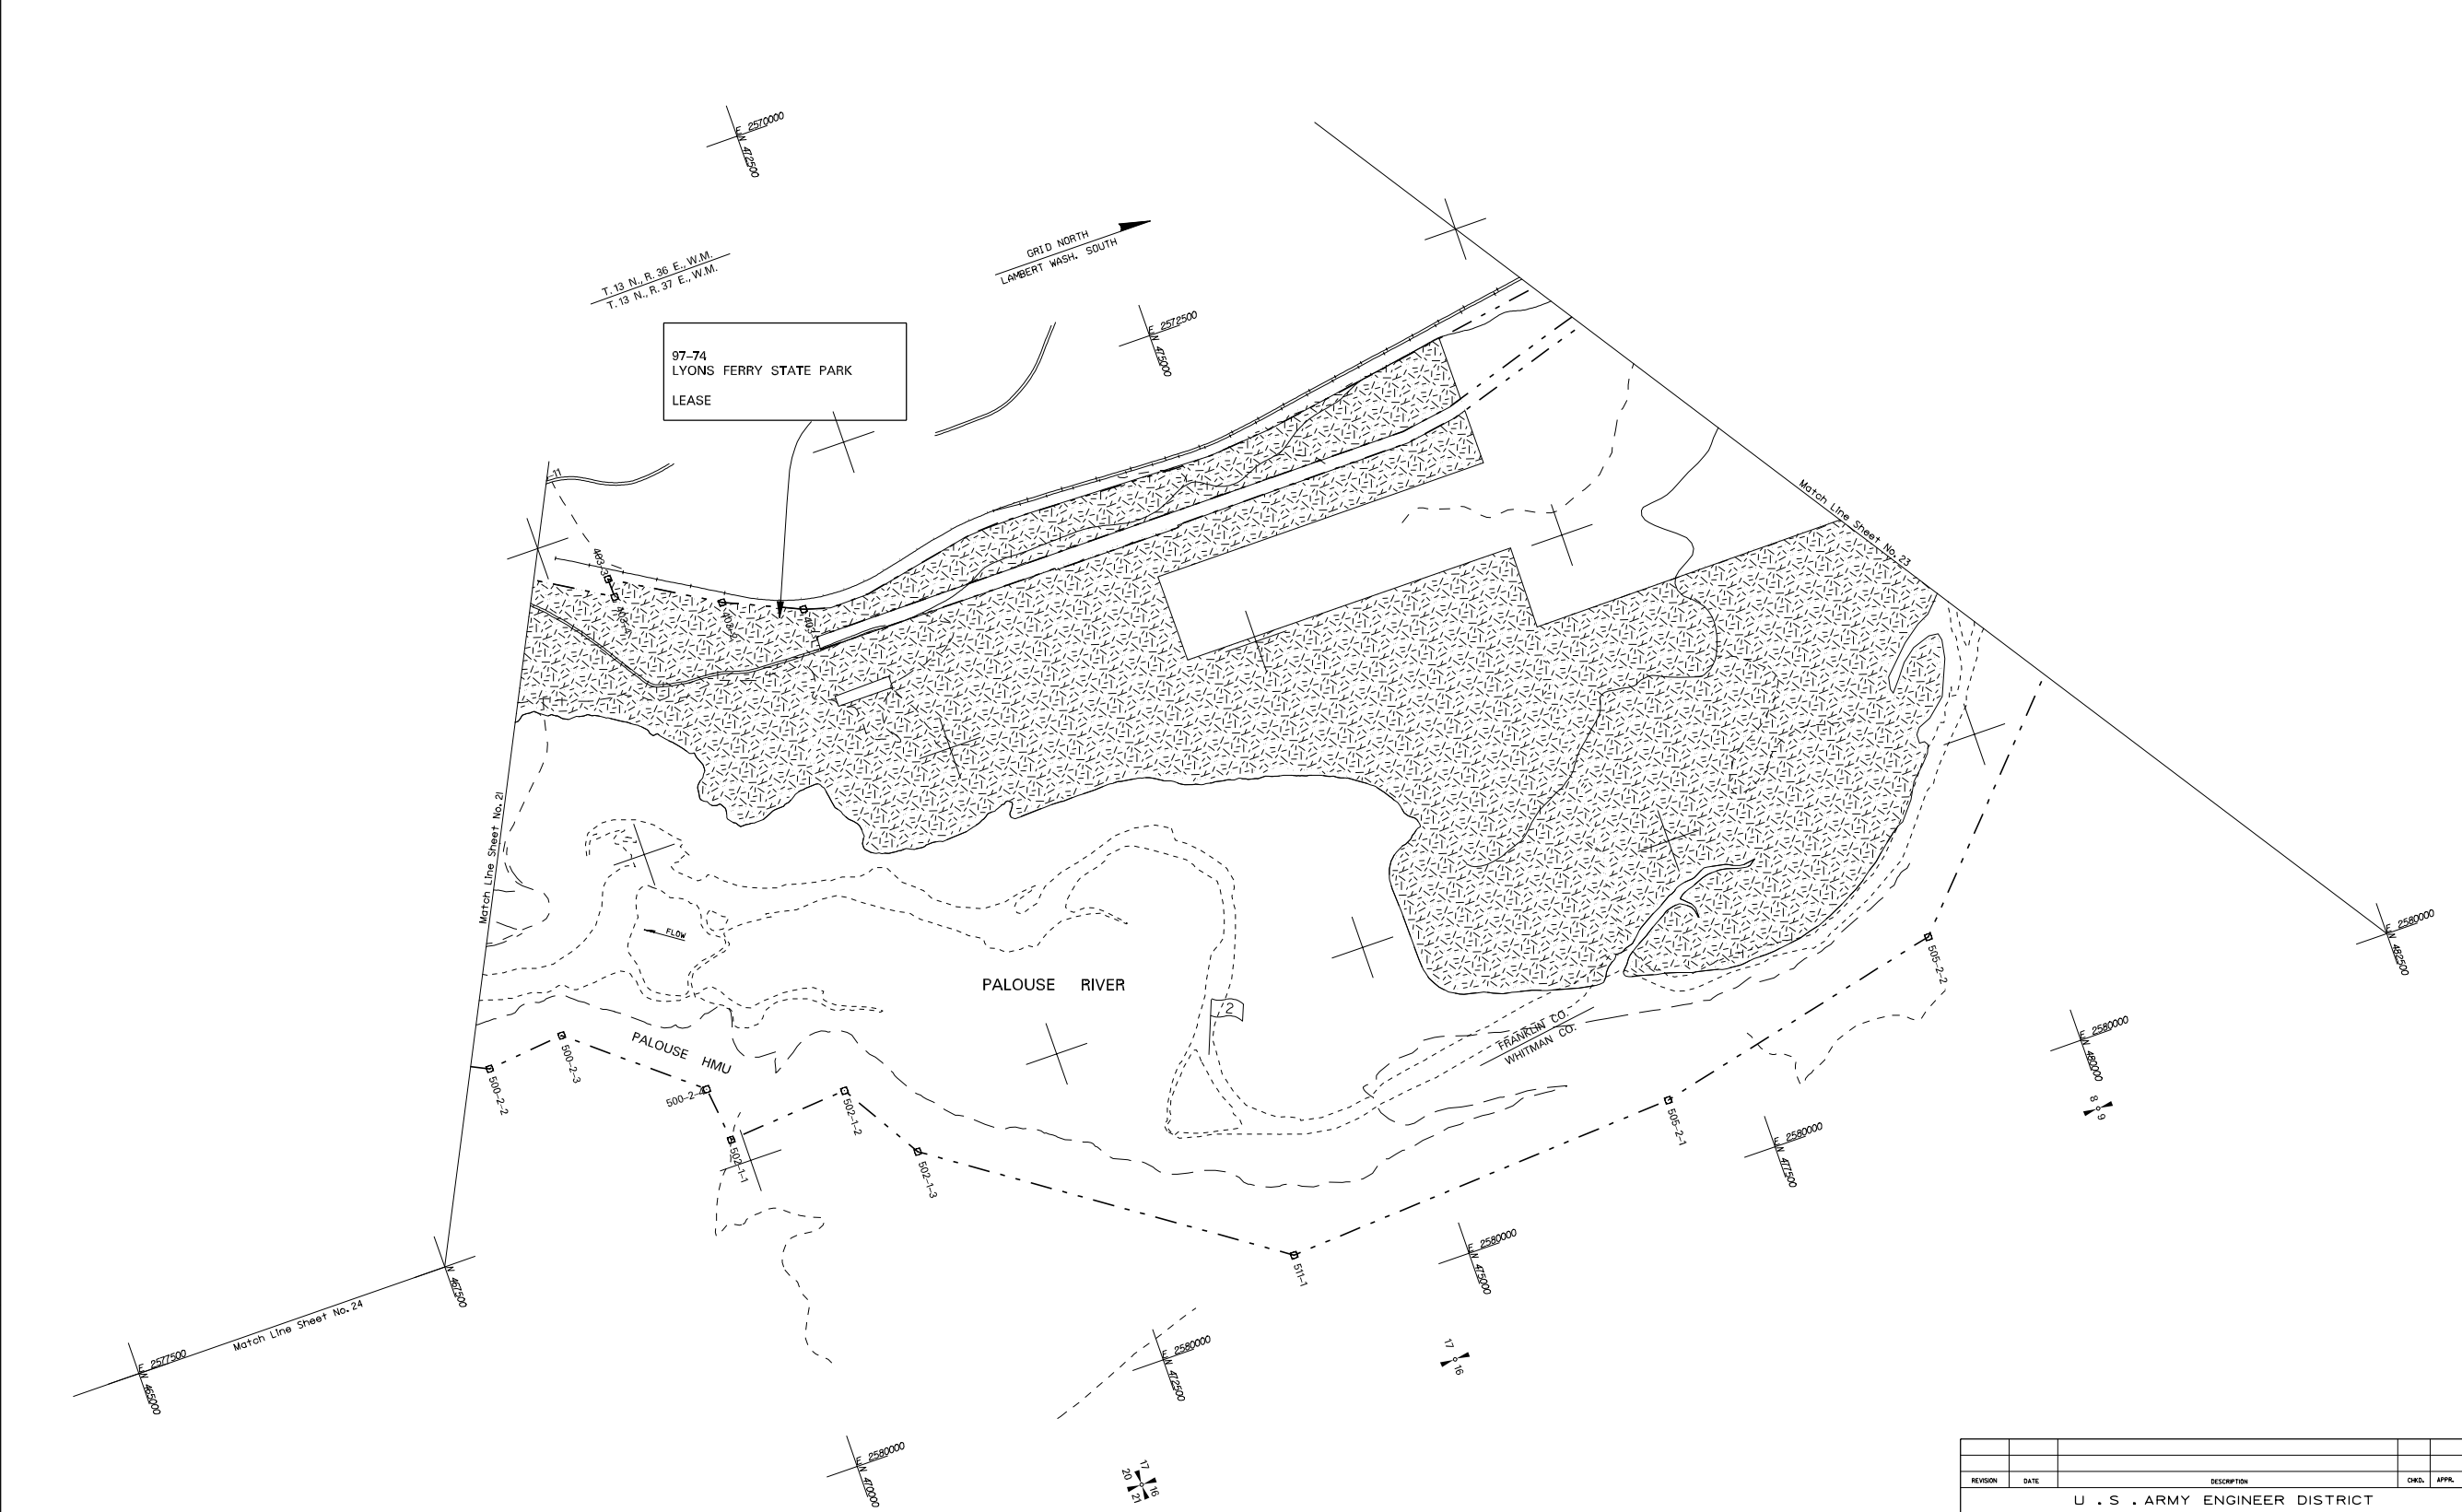 E 2570000
N 472500
GRID NORTH
LAMBERT WASH. SOUTH
T. 13 N., R. 36 E., W.M.
T. 13 N., R. 37 E., W.M.
E 2572500
N 475000
97-74
LYONS FERRY STATE PARK
LEASE
Match Line Sheet No. 23
403-3
Match Line Sheet No. 21
FLOW
PALOUSE RIVER
2
FRANKLIN CO.
WHITMAN CO.
PALOUSE HMU
500-2-2
500-2-3
500-2-4
502-1-1
502-1-2
502-1-3
511-1
505-2-1
505-2-2
E 2580000
N 482500
E 2580000
N 480000
8
9
E 2580000
N 477500
E 2580000
N 475000
N 467500
Match Line Sheet No. 24
E 2577500
N 465000
E 2580000
N 472500
17
16
E 2580000
N 470000
17
20
16
21
REVISION DATE DESCRIPTION CHKD. APPR.
U . S . ARMY ENGINEER DISTRICT